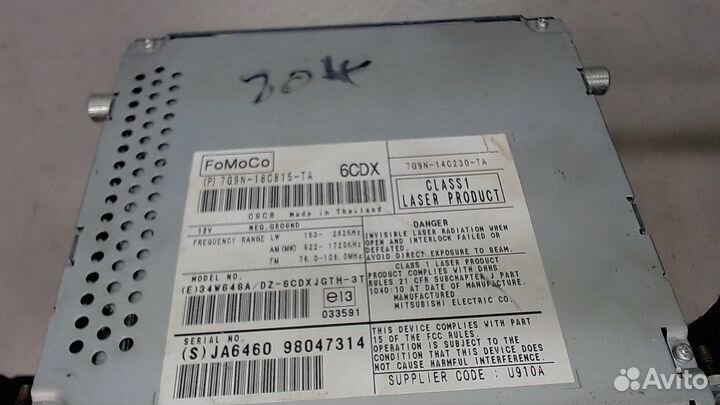 FoMoCo
6CDX
(P) 7G9N-18C815-TA
7G9N-14C230-TA
CLASS1
LASER PRODUCT
0908 Made in Thailand
12V NEG.GROUND
FREQUENCY RANGE LW 153- 282KHz
AM(MW) 522- 1720KHz
FM 76.0-108.0MHz
DANGER
INVISIBLE LASER RADIATION WHEN
OPEN AND INTERLOCK FAILED OR
DEFEATED.
AVOID DIRECT EXPOSURE TO BEAM.
CLASS 1 LASER PRODUCT
PRODUCT COMPLIES WITH DHHS
RULES 21 CFR SUBCHAPTER J PART
1040:10 AT DATE OF MANUFACTURE.
MANUFACTURED
MITSUBISHI ELECTRIC CO.
MODEL NO.
(E)34W646A/DZ-6CDXJGTH-3T
e13
033591
SERIAL NO.
(S)JA6460 98047314
THIS DEVICE COMPLIES WITH PART
15 OF THE FCC RULES.
OPERATION IS SUBJECT TO THE
CONDITION THAT THIS DEVICE DOES
NOT CAUSE HARMFUL INTERFERENCE.
SUPPLIER CODE : U910A
Avito